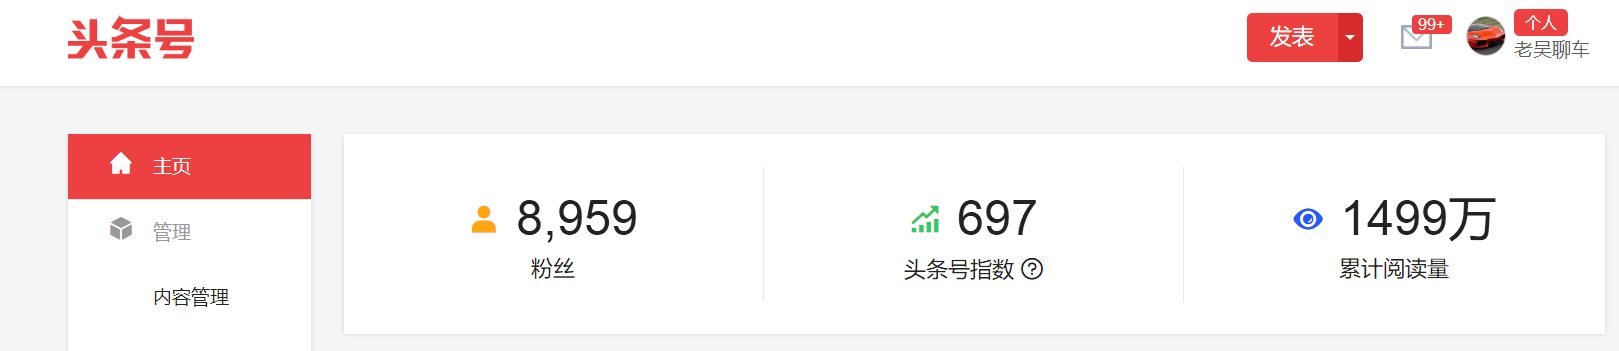 头条号
发表
99+
个人
老吴聊车
主页
管理
内容管理
8,959
粉丝
697
头条号指数 ?
1499万
累计阅读量